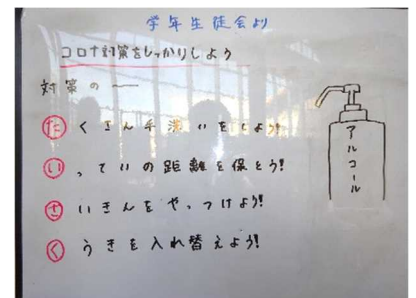 学年生徒会より
コロナ対策をしっかりしよう
対策の〜〜
たくさん手洗いをしよう!
いっていの距離を保とう!
さいきんをやっつけよう!
くうきを入れ替えよう!
アルコール